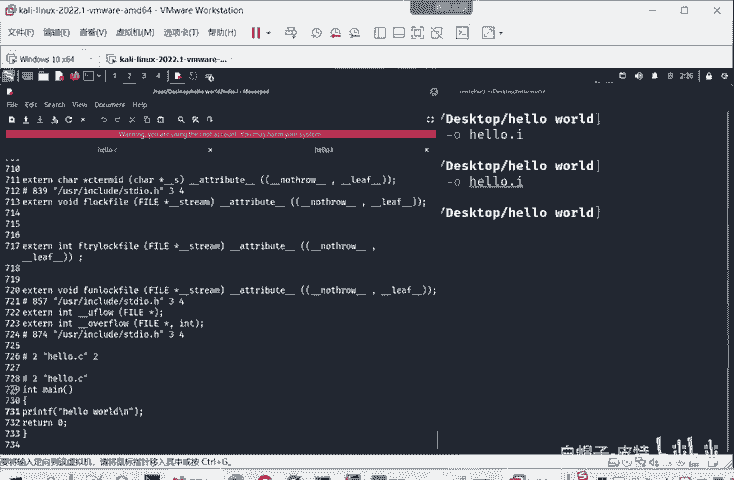 kali-linux-2022.1-vmware-amd64 - VMware Workstation
文件(F) 编辑(E) 查看(V) 虚拟机(M) 选项卡(T) 帮助(H)
Windows 10 x64 kali-linux-2022.1-vmware-amd...
1 2 3 4
2:26
File Edit Search View Document Help
Warning, you are using the root account. You may harm your system.
hello.c hello.i
710
711 extern char *ctermid (char *__s) __attribute__ ((__nothrow__ , __leaf__));
712 # 839 "/usr/include/stdio.h" 3 4
713 extern void flockfile (FILE *__stream) __attribute__ ((__nothrow__ , __leaf__));
714
715
716
717 extern int ftrylockfile (FILE *__stream) __attribute__ ((__nothrow__ ,
__leaf__)) ;
718
719
720 extern void funlockfile (FILE *__stream) __attribute__ ((__nothrow__ , __leaf__));
721 # 857 "/usr/include/stdio.h" 3 4
722 extern int __uflow (FILE *);
723 extern int __overflow (FILE *, int);
724 # 874 "/usr/include/stdio.h" 3 4
725
726 # 2 "hello.c" 2
727
728 # 2 "hello.c"
729 int main()
730 {
731 printf("hello world\n");
732 return 0;
733 }
734
/Desktop/hello world]
-o hello.i
/Desktop/hello world]
-o hello.i
/Desktop/hello world]
白帽子-皮特
要将输入定向到该虚拟机，请将鼠标指针移入其中或按 Ctrl+G。